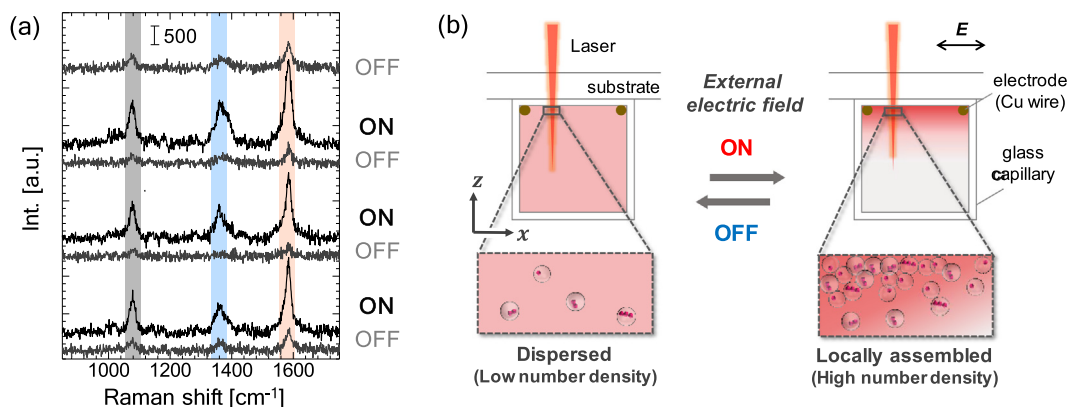 (a)
500
OFF
ON
OFF
ON
OFF
ON
OFF
Int. [a.u.]
1000
1200
1400
1600
Raman shift [cm-1]
(b)
Laser
substrate
External
electric field
ON
OFF
z
x
E
electrode
(Cu wire)
glass
capillary
Dispersed
(Low number density)
Locally assembled
(High number density)